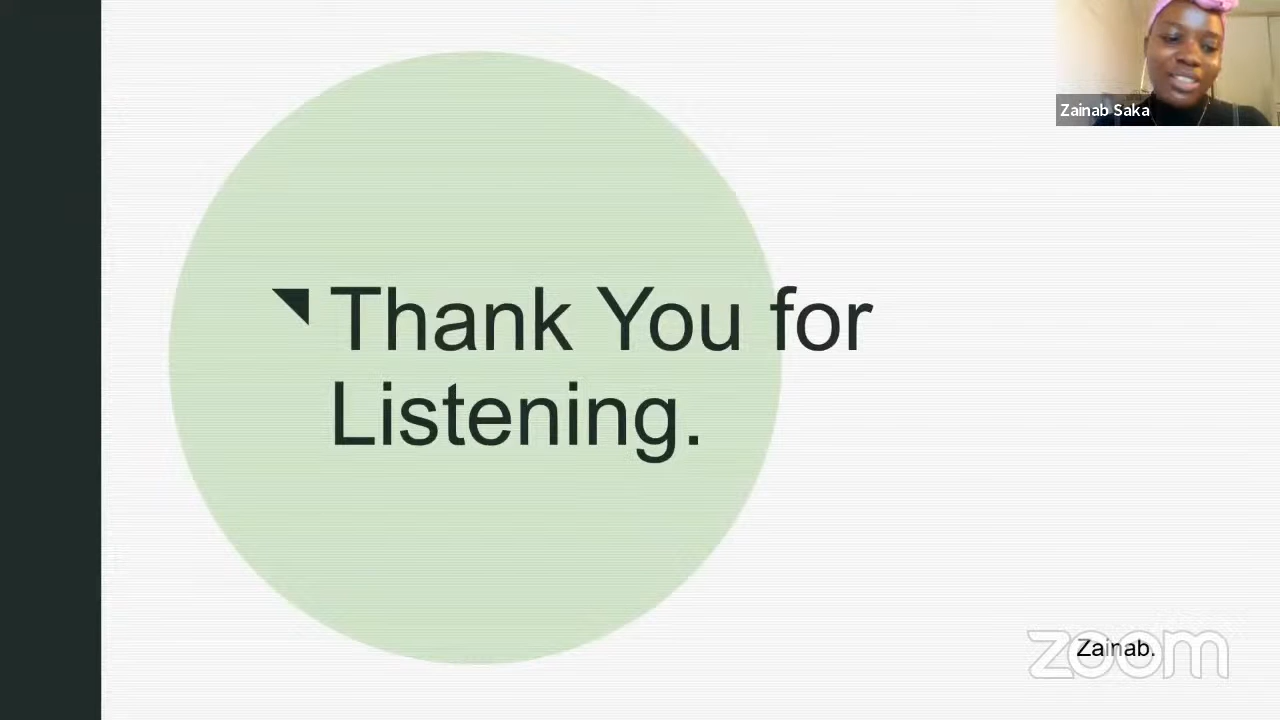 Zainab Saka
Thank You for
Listening.
Zainab.
zoom